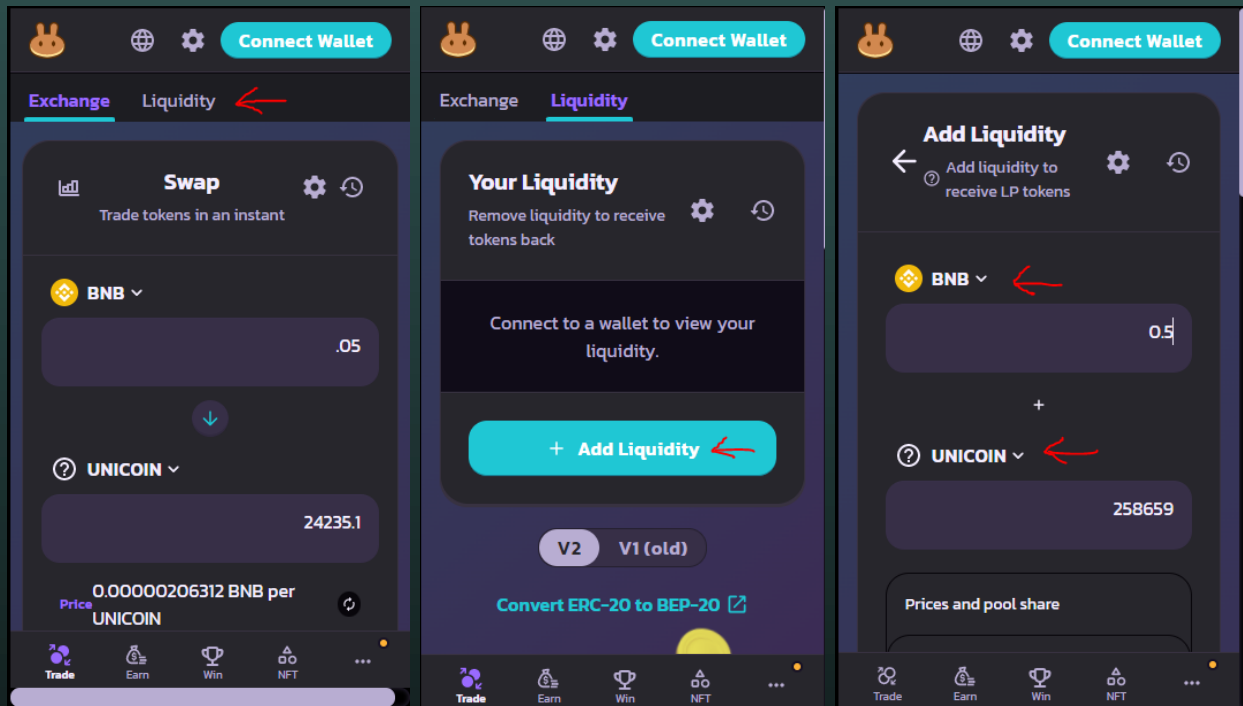 Connect Wallet
Exchange Liquidity
Swap
Trade tokens in an instant
BNB
.05
UNICOIN
24235.1
Price 0.00000206312 BNB per
UNICOIN
Trade Earn Win NFT
Connect Wallet
Exchange Liquidity
Your Liquidity
Remove liquidity to receive
tokens back
Connect to a wallet to view your
liquidity.
+ Add Liquidity
V2 V1 (old)
Convert ERC-20 to BEP-20
Trade Earn Win NFT
Connect Wallet
Add Liquidity
Add liquidity to
receive LP tokens
BNB
0.5
+
UNICOIN
258659
Prices and pool share
Trade Earn Win NFT